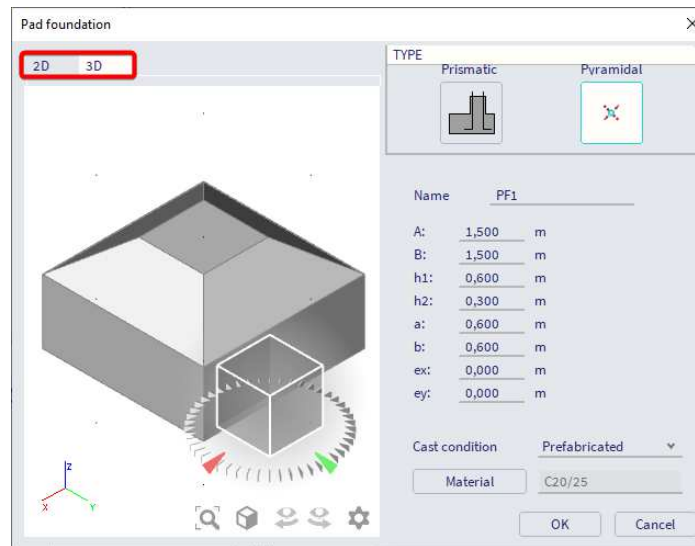 Pad foundation
2D 3D
TYPE
Prismatic Pyramidal
Name PF1
A: 1,500 m
B: 1,500 m
h1: 0,600 m
h2: 0,300 m
a: 0,600 m
b: 0,600 m
ex: 0,000 m
ey: 0,000 m
Cast condition Prefabricated
Material C20/25
Z
X Y
OK Cancel